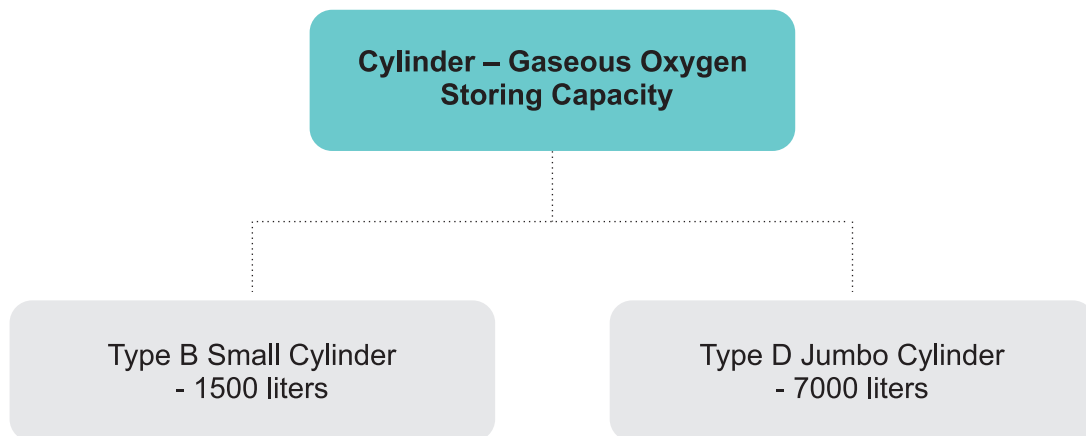 Cylinder – Gaseous Oxygen
Storing Capacity
Type B Small Cylinder
- 1500 liters
Type D Jumbo Cylinder
- 7000 liters